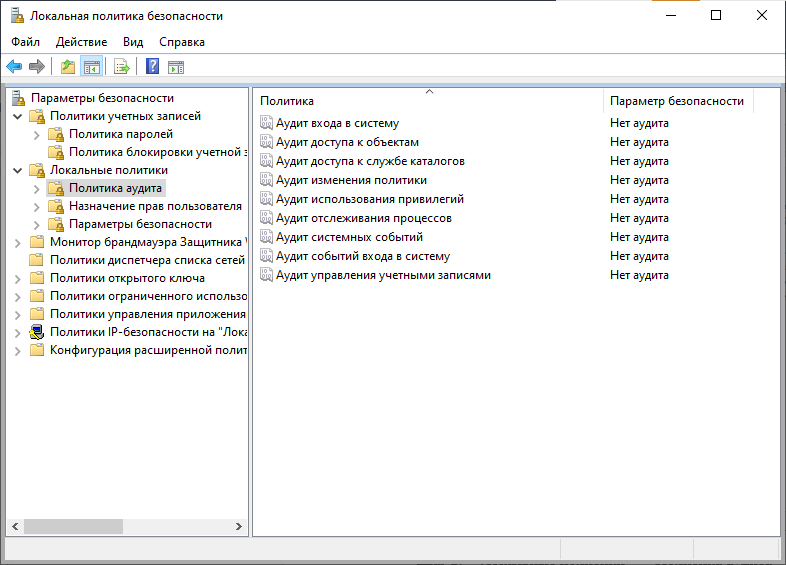 Локальная политика безопасности
Файл Действие Вид Справка
Параметры безопасности
Политики учетных записей
Политика паролей
Политика блокировки учетной з
Локальные политики
Политика аудита
Назначение прав пользователя
Параметры безопасности
Монитор брандмауэра Защитника
Политики диспетчера списка сетей
Политики открытого ключа
Политики ограниченного использо
Политики управления приложения
Политики IP-безопасности на "Лока
Конфигурация расширенной полит
Политика Параметр безопасности
Аудит входа в систему Нет аудита
Аудит доступа к объектам Нет аудита
Аудит доступа к службе каталогов Нет аудита
Аудит изменения политики Нет аудита
Аудит использования привилегий Нет аудита
Аудит отслеживания процессов Нет аудита
Аудит системных событий Нет аудита
Аудит событий входа в систему Нет аудита
Аудит управления учетными записями Нет аудита